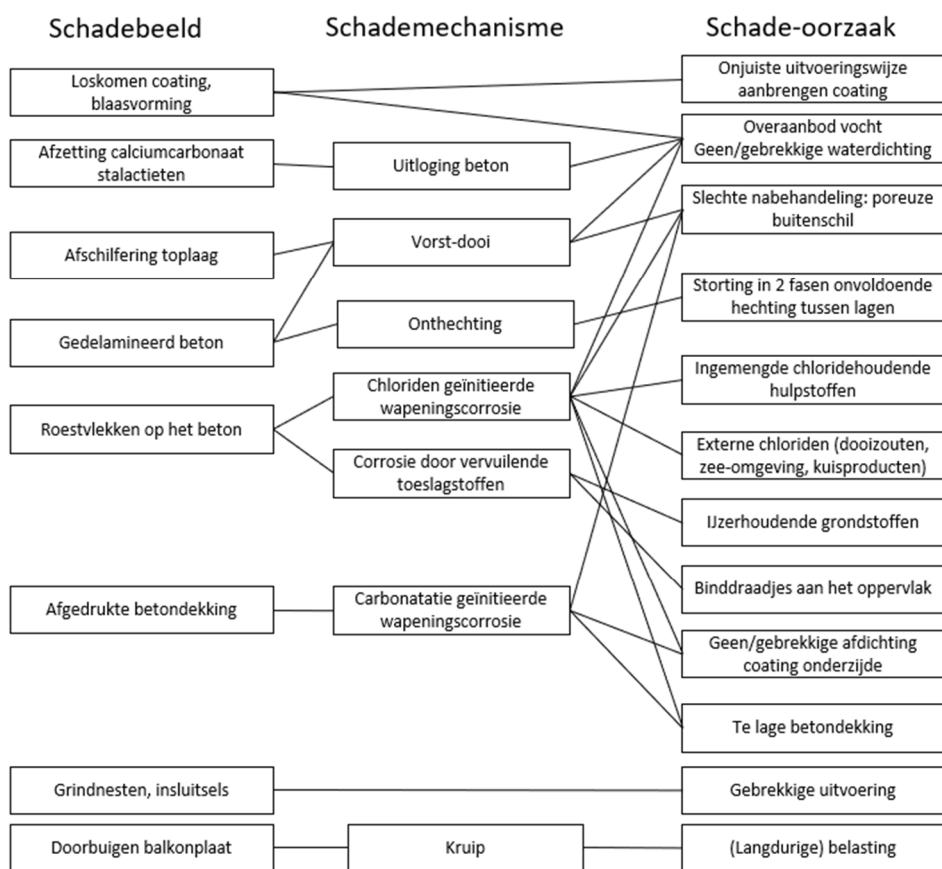 Schadebeeld
Schademechanisme
Schade-oorzaak
Loskomen coating,
blaasvorming
Onjuiste uitvoeringswijze
aanbrengen coating
Overaanbod vocht
Geen/gebrekkige waterdichting
Afzetting calciumcarbonaat
stalactieten
Uitloging beton
Slechte nabehandeling: poreuze
buitenschil
Afschilfering toplaag
Vorst-dooi
Storting in 2 fasen onvoldoende
hechting tussen lagen
Gedelamineerd beton
Onthechting
Ingemengde chloridehoudende
hulpstoffen
Chloriden geïnitieerde
wapeningscorrosie
Roestvlekken op het beton
Externe chloriden (dooizouten,
zee-omgeving, kuisproducten)
Corrosie door vervuilende
toeslagstoffen
IJzerhoudende grondstoffen
Binddraadjes aan het oppervlak
Afgedrukte betondekking
Carbonatatie geïnitieerde
wapeningscorrosie
Geen/gebrekkige afdichting
coating onderzijde
Te lage betondekking
Grindnesten, insluitsels
Gebrekkige uitvoering
Doorbuigen balkonplaat
Kruip
(Langdurige) belasting